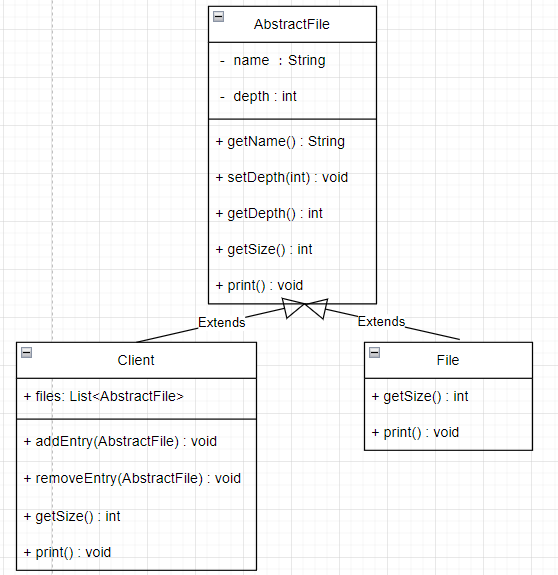 AbstractFile
- name : String
- depth : int
+ getName() : String
+ setDepth(int) : void
+ getDepth() : int
+ getSize() : int
+ print() : void
Extends
Extends
Client
+ files: List<AbstractFile>
+ addEntry(AbstractFile) : void
+ removeEntry(AbstractFile) : void
+ getSize() : int
+ print() : void
File
+ getSize() : int
+ print() : void